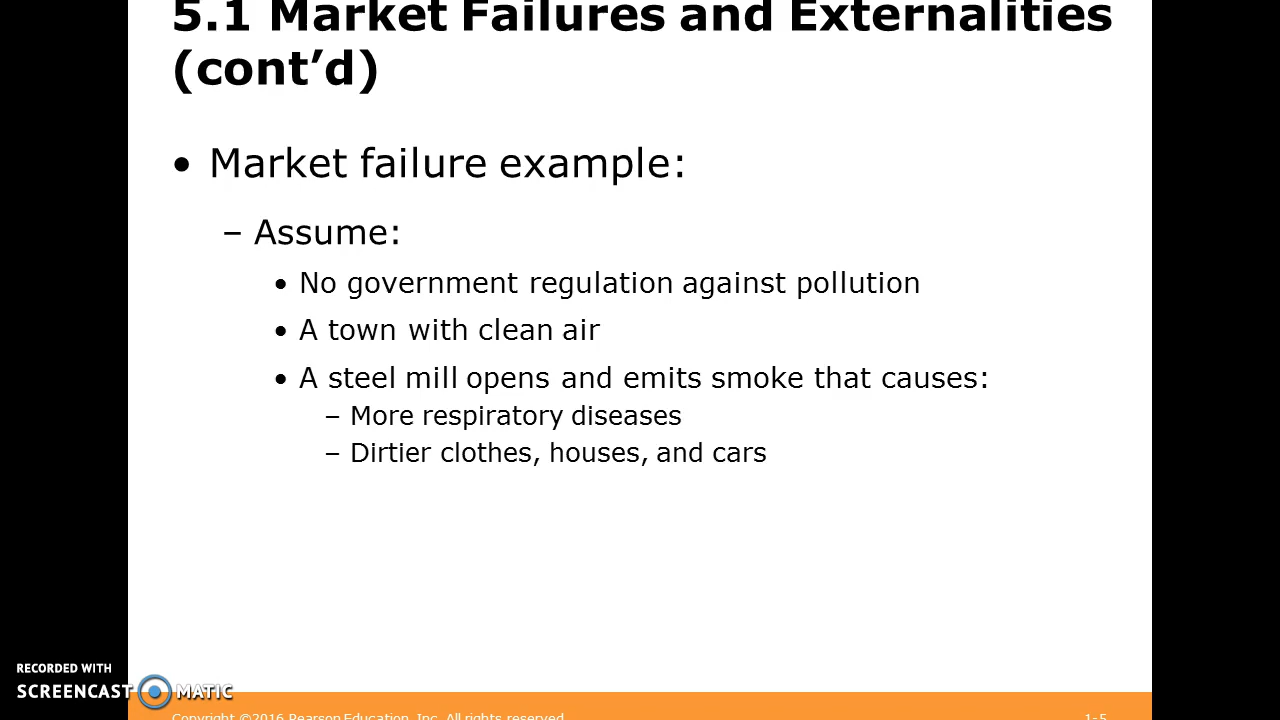 5.1 Market Failures and Externalities
(cont’d)
• Market failure example:
– Assume:
• No government regulation against pollution
• A town with clean air
• A steel mill opens and emits smoke that causes:
– More respiratory diseases
– Dirtier clothes, houses, and cars
RECORDED WITH
SCREENCAST MATIC
Copyright ©2016 Pearson Education, Inc. All rights reserved.
1-5